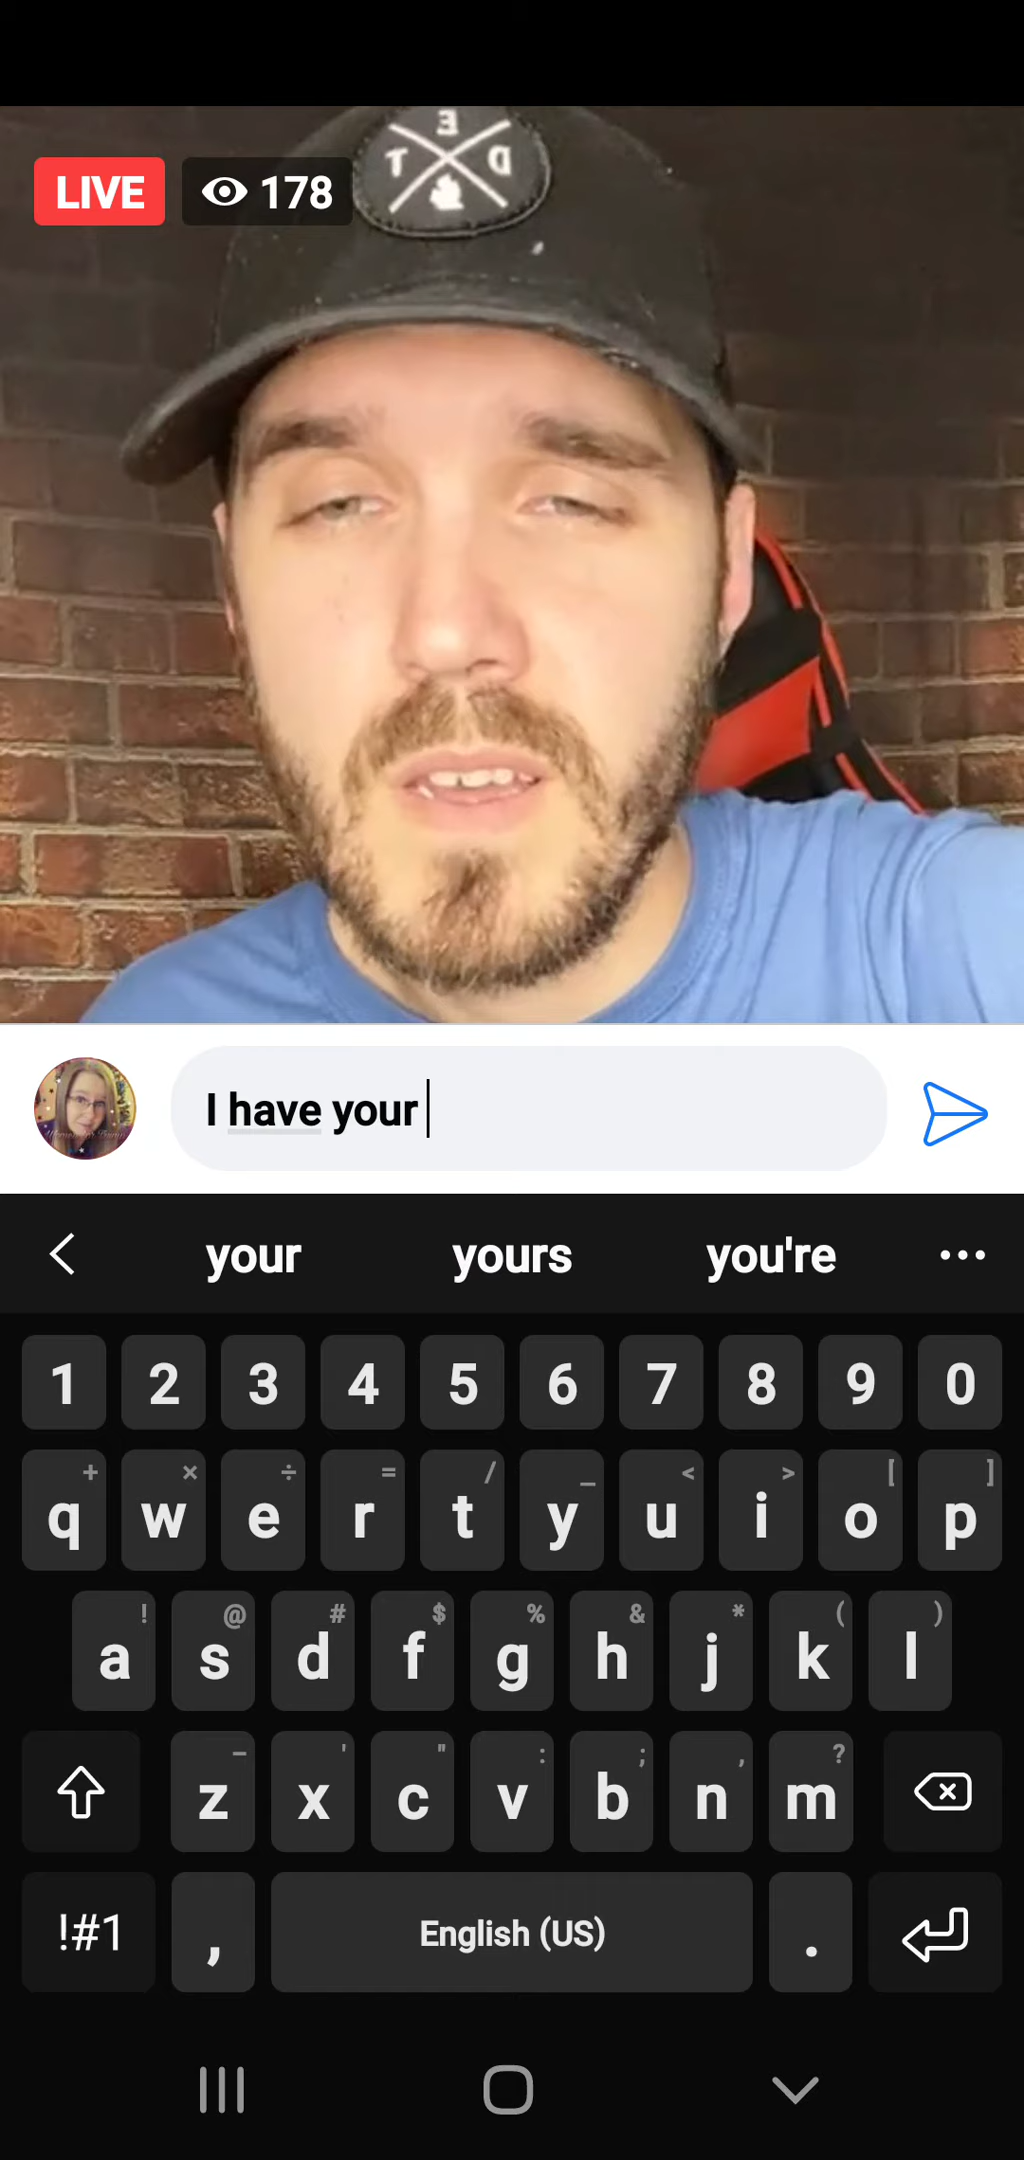 LIVE 178
E
T D
I have your
your yours you're ...
1 2 3 4 5 6 7 8 9 0
+ × ÷ = / _ < > [ ]
q w e r t y u i o p
! @ # $ % & * ( )
a s d f g h j k l
- ' " : ; , ?
z x c v b n m
!#1 , English (US) .